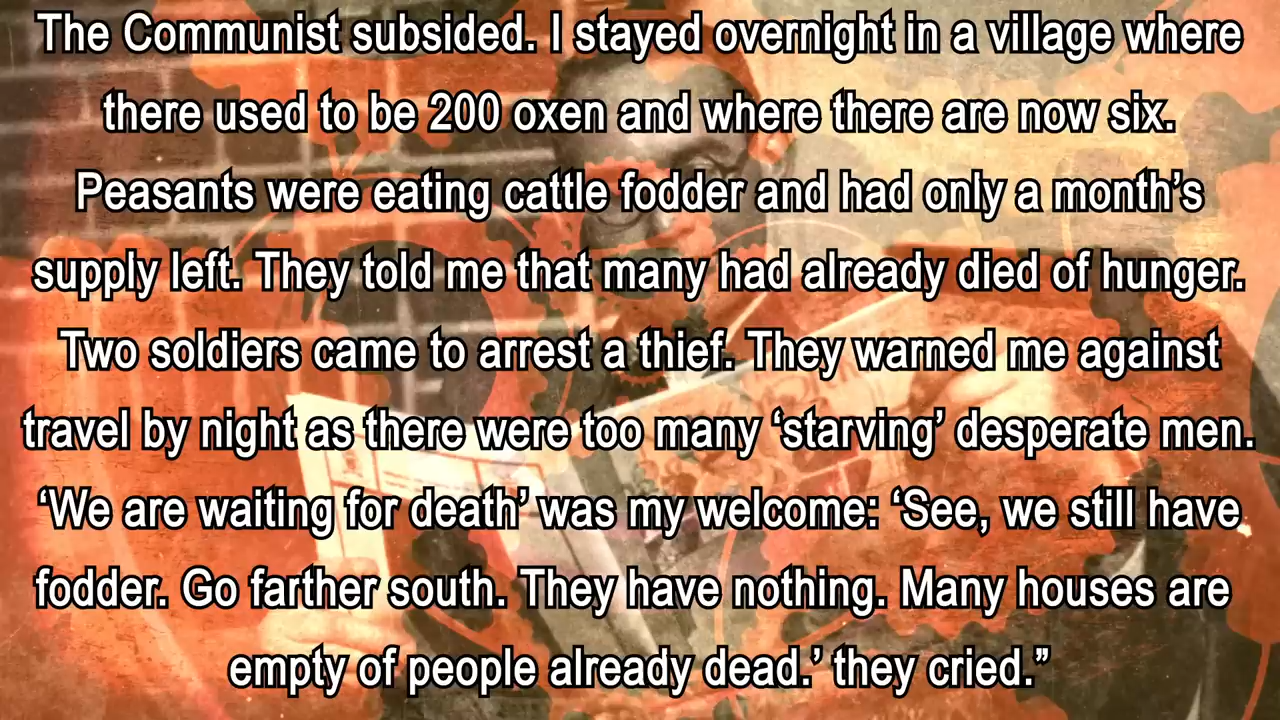 The Communist subsided. I stayed overnight in a village where
there used to be 200 oxen and where there are now six.
Peasants were eating cattle fodder and had only a month’s
supply left. They told me that many had already died of hunger.
Two soldiers came to arrest a thief. They warned me against
travel by night as there were too many ‘starving’ desperate men.
‘We are waiting for death’ was my welcome: ‘See, we still have
fodder. Go farther south. They have nothing. Many houses are
empty of people already dead.’ they cried.”